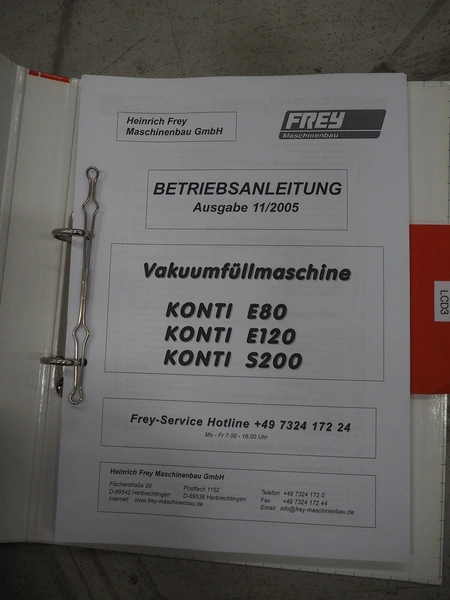 Heinrich Frey
Maschinenbau GmbH
FREY
Maschinenbau
BETRIEBSANLEITUNG
Ausgabe 11/2005
Vakuumfüllmaschine
KONTI E80
KONTI E120
KONTI S200
LCD3
Frey-Service Hotline +49 7324 172 24
Mo - Fr 7.00 - 16.00 Uhr
Heinrich Frey Maschinenbau GmbH
Fischerstraße 20 Postfach 1152 Telefon +49 7324 172 0
D-89542 Herbrechtingen D-89538 Herbrechtingen Fax +49 7324 172 44
Internet: www.frey-maschinenbau.de Email: info@frey-maschinenbau.de